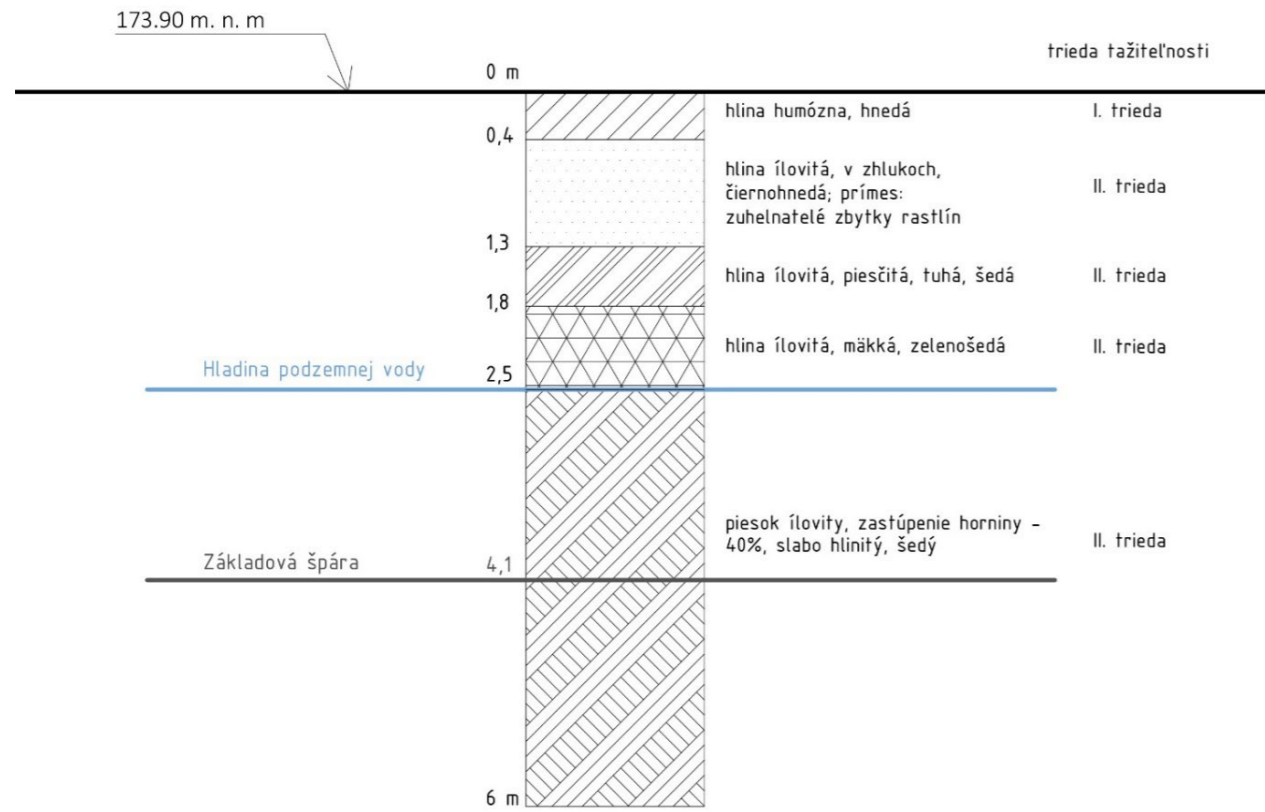 173.90 m. n. m
trieda tažiteľnosti
0 m
hlina humózna, hnedá
I. trieda
0,4
hlina ílovitá, v zhlukoch,
čiernohnedá; prímes:
zuhelnatelé zbytky rastlín
II. trieda
1,3
hlina ílovitá, piesčitá, tuhá, šedá
II. trieda
1,8
hlina ílovitá, mäkká, zelenošedá
II. trieda
Hladina podzemnej vody
2,5
piesok ílovity, zastúpenie horniny -
40%, slabo hlinitý, šedý
II. trieda
Základová špára
4,1
6 m